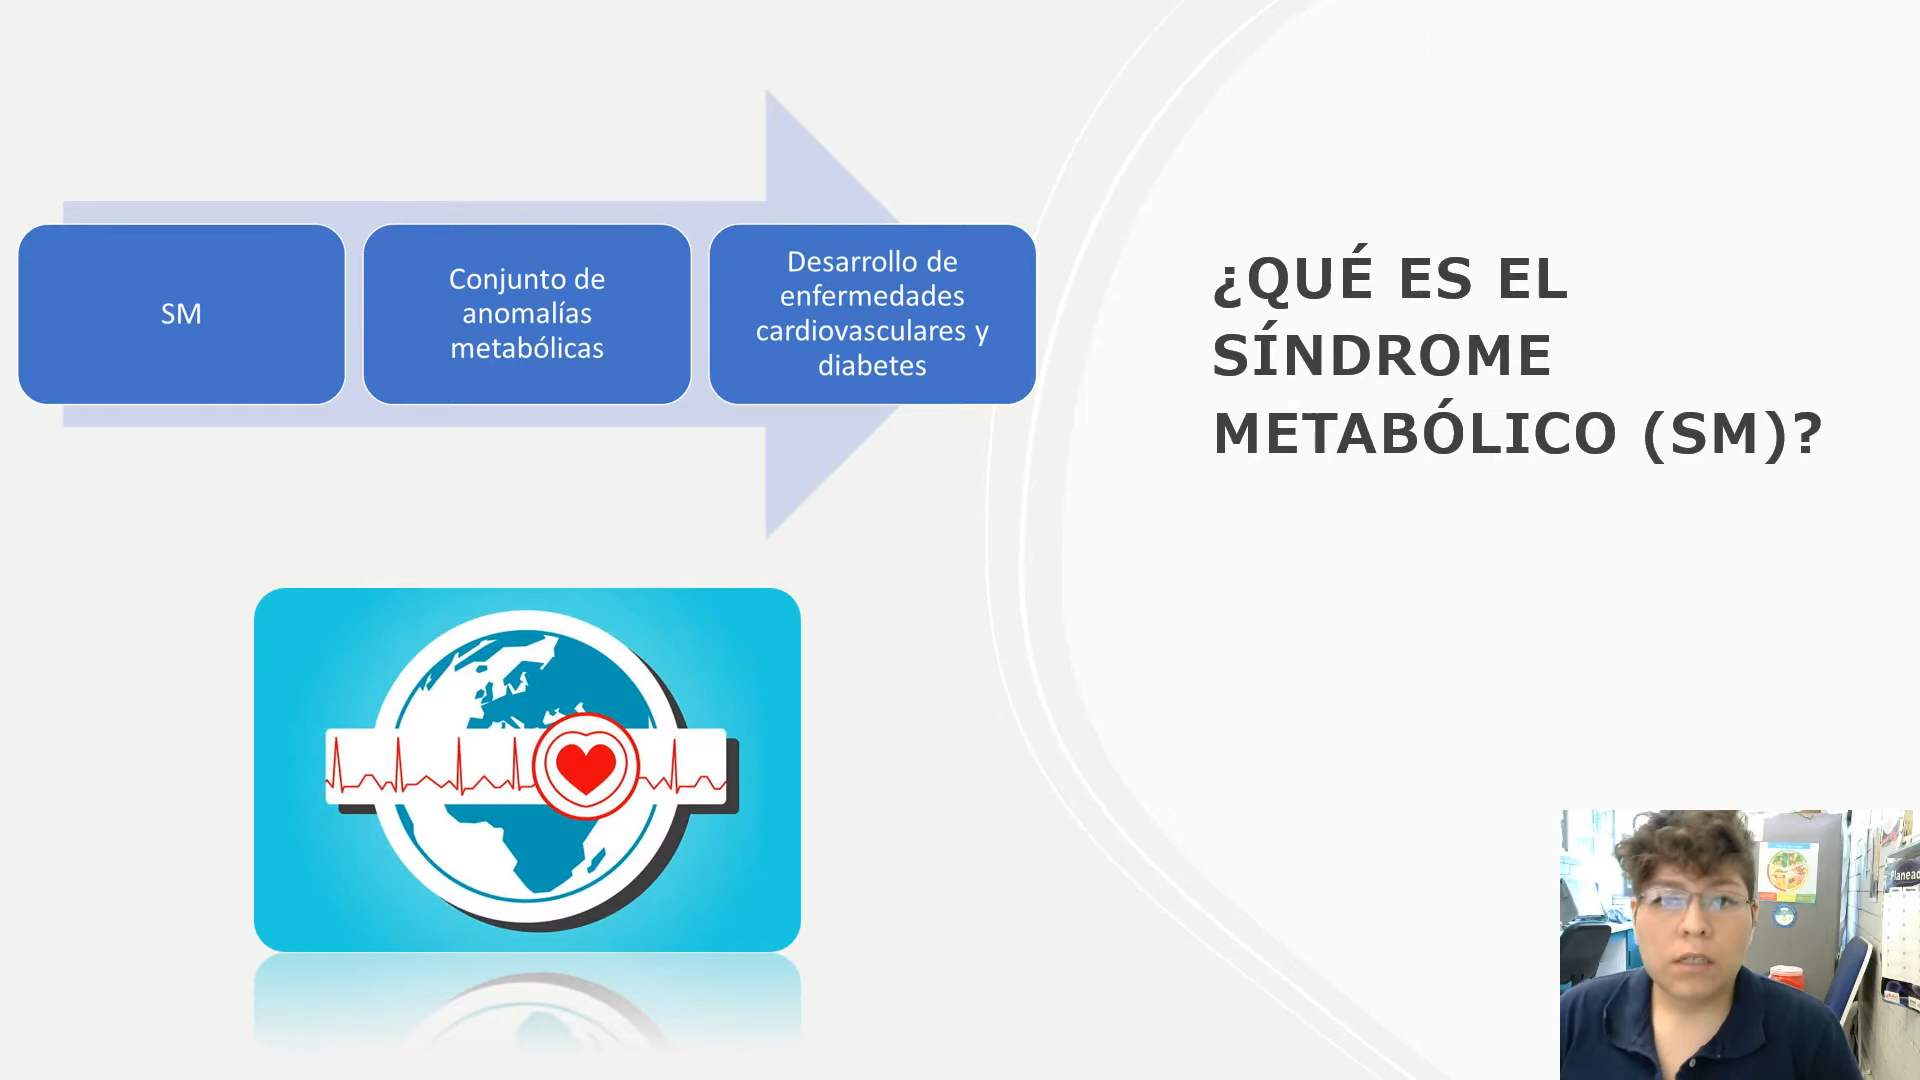 SM
Conjunto de
anomalías
metabólicas
Desarrollo de
enfermedades
cardiovasculares y
diabetes
¿QUÉ ES EL
SÍNDROME
METABÓLICO (SM)?